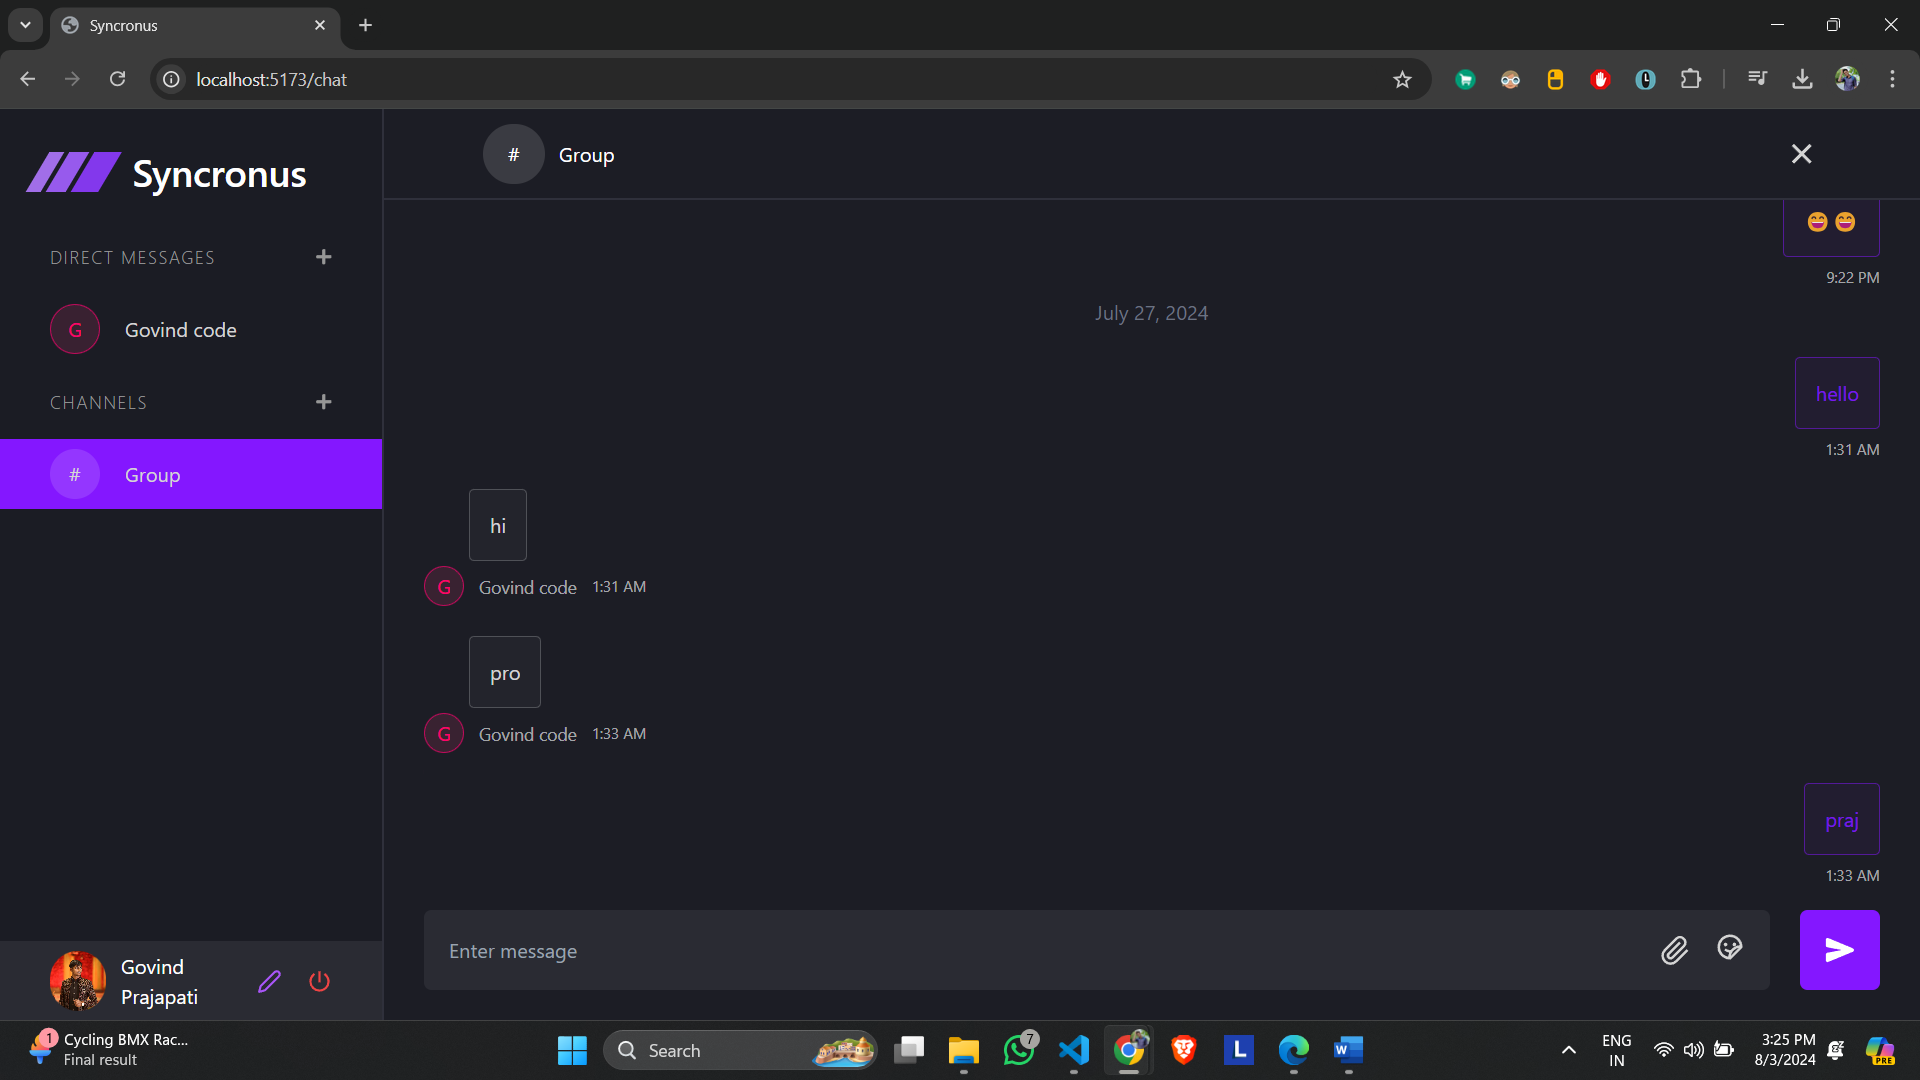 Syncronus
localhost:5173/chat
Syncronus
DIRECT MESSAGES
G
Govind code
CHANNELS
#
Group
Govind
Prajapati
#
Group
😄😄
9:22 PM
July 27, 2024
hello
1:31 AM
hi
G
Govind code 1:31 AM
pro
G
Govind code 1:33 AM
praj
1:33 AM
Enter message
1
Cycling BMX Rac...
Final result
Search
7
L
W
ENG
IN
3:25 PM
8/3/2024
PRE